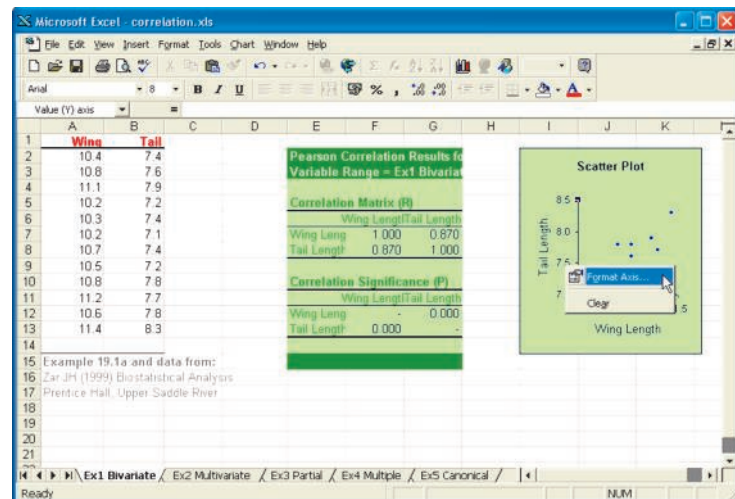 Microsoft Excel - correlation.xls
File Edit View Insert Format Tools Chart Window Help
Arial 8 B I U % ,
Value (Y) axis =
A B C D E F G H I J K
1 Wing Tail
2 10.4 7.4 Pearson Correlation Results fo
3 10.8 7.6 Variable Range = Ex1 Bivariat
4 11.1 7.9
5 10.2 7.2 Correlation Matrix (R)
6 10.3 7.4 Wing Lengt Tail Length
7 10.2 7.1 Wing Leng 1.000 0.870
8 10.7 7.4 Tail Length 0.870 1.000
9 10.5 7.2
10 10.8 7.8 Correlation Significance (P)
11 11.2 7.7 Wing Lengt Tail Length
12 10.6 7.8 Wing Leng - 0.000
13 11.4 8.3 Tail Length 0.000 -
14
15 Example 19.1a and data from:
16 Zar JH (1999) Biostatistical Analysis
17 Prentice Hall, Upper Saddle River
18
19
20
21
Scatter Plot
Tail Length
8.5
8.0
7.5
7
Format Axis...
Clear
Wing Length
Ex1 Bivariate Ex2 Multivariate Ex3 Partial Ex4 Multiple Ex5 Canonical
Ready NUM